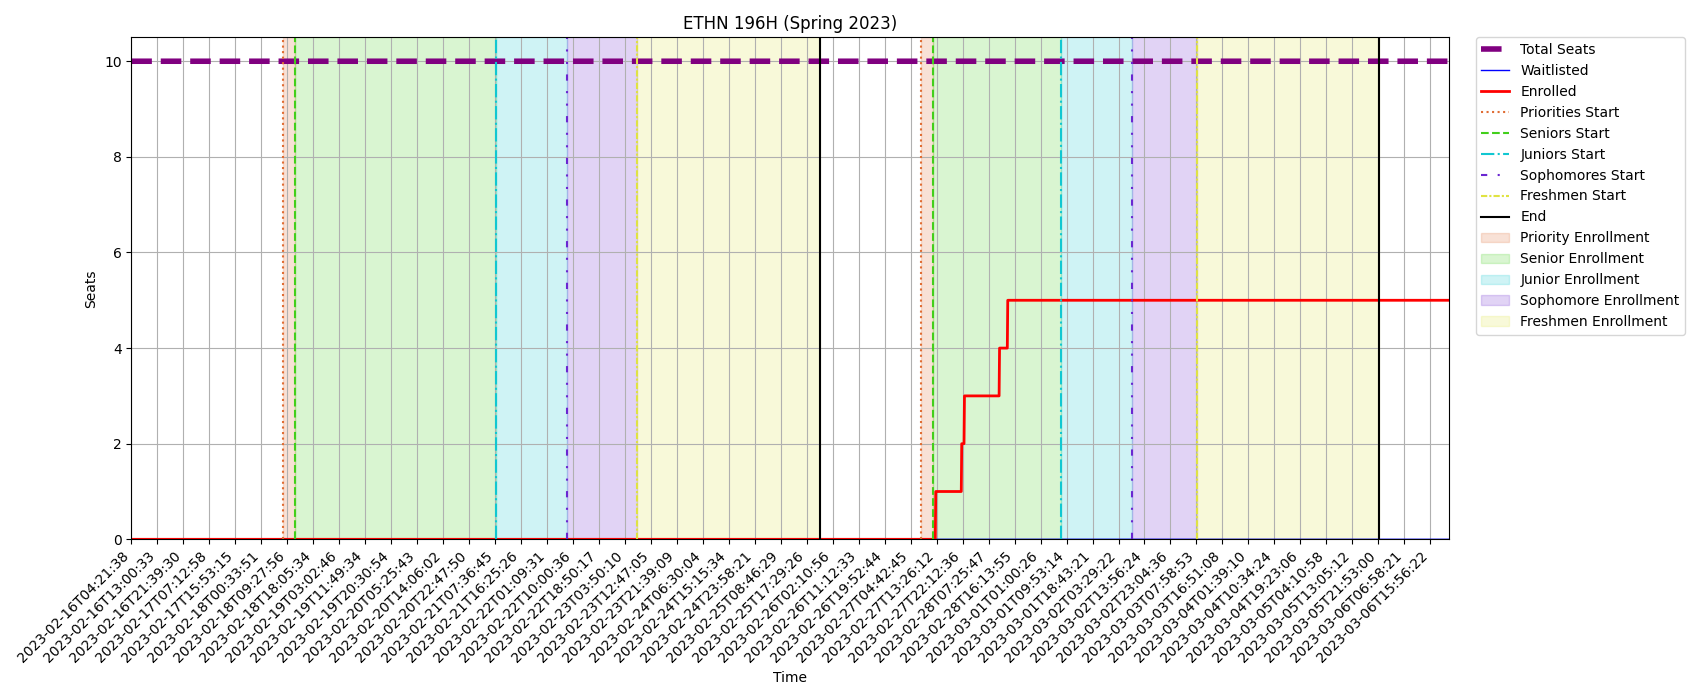 ETHN 196H (Spring 2023)
Seats
10
8
6
4
2
0
2023-02-16T04:21:38
2023-02-16T13:00:33
2023-02-16T21:39:30
2023-02-17T07:12:58
2023-02-17T15:53:15
2023-02-18T00:33:51
2023-02-18T09:27:56
2023-02-18T18:05:34
2023-02-19T03:02:46
2023-02-19T11:49:34
2023-02-19T20:30:54
2023-02-20T05:25:43
2023-02-20T14:06:02
2023-02-20T22:47:50
2023-02-21T07:36:45
2023-02-21T16:25:26
2023-02-22T01:09:31
2023-02-22T10:00:36
2023-02-22T18:50:17
2023-02-23T03:50:10
2023-02-23T12:47:05
2023-02-23T21:39:09
2023-02-24T06:30:04
2023-02-24T15:15:34
2023-02-24T23:58:21
2023-02-25T08:46:29
2023-02-25T17:29:26
2023-02-26T02:10:56
2023-02-26T11:12:33
2023-02-26T19:52:44
2023-02-27T04:42:45
2023-02-27T13:26:12
2023-02-27T22:12:36
2023-02-28T07:25:47
2023-02-28T16:13:55
2023-03-01T01:00:26
2023-03-01T09:53:14
2023-03-01T18:43:21
2023-03-02T03:29:22
2023-03-02T13:56:24
2023-03-02T23:04:36
2023-03-03T07:58:53
2023-03-03T16:51:08
2023-03-04T01:39:10
2023-03-04T10:34:24
2023-03-04T19:23:06
2023-03-05T04:10:58
2023-03-05T13:05:12
2023-03-05T21:53:00
2023-03-06T06:58:21
2023-03-06T15:56:22
Time
Total Seats
Waitlisted
Enrolled
Priorities Start
Seniors Start
Juniors Start
Sophomores Start
Freshmen Start
End
Priority Enrollment
Senior Enrollment
Junior Enrollment
Sophomore Enrollment
Freshmen Enrollment